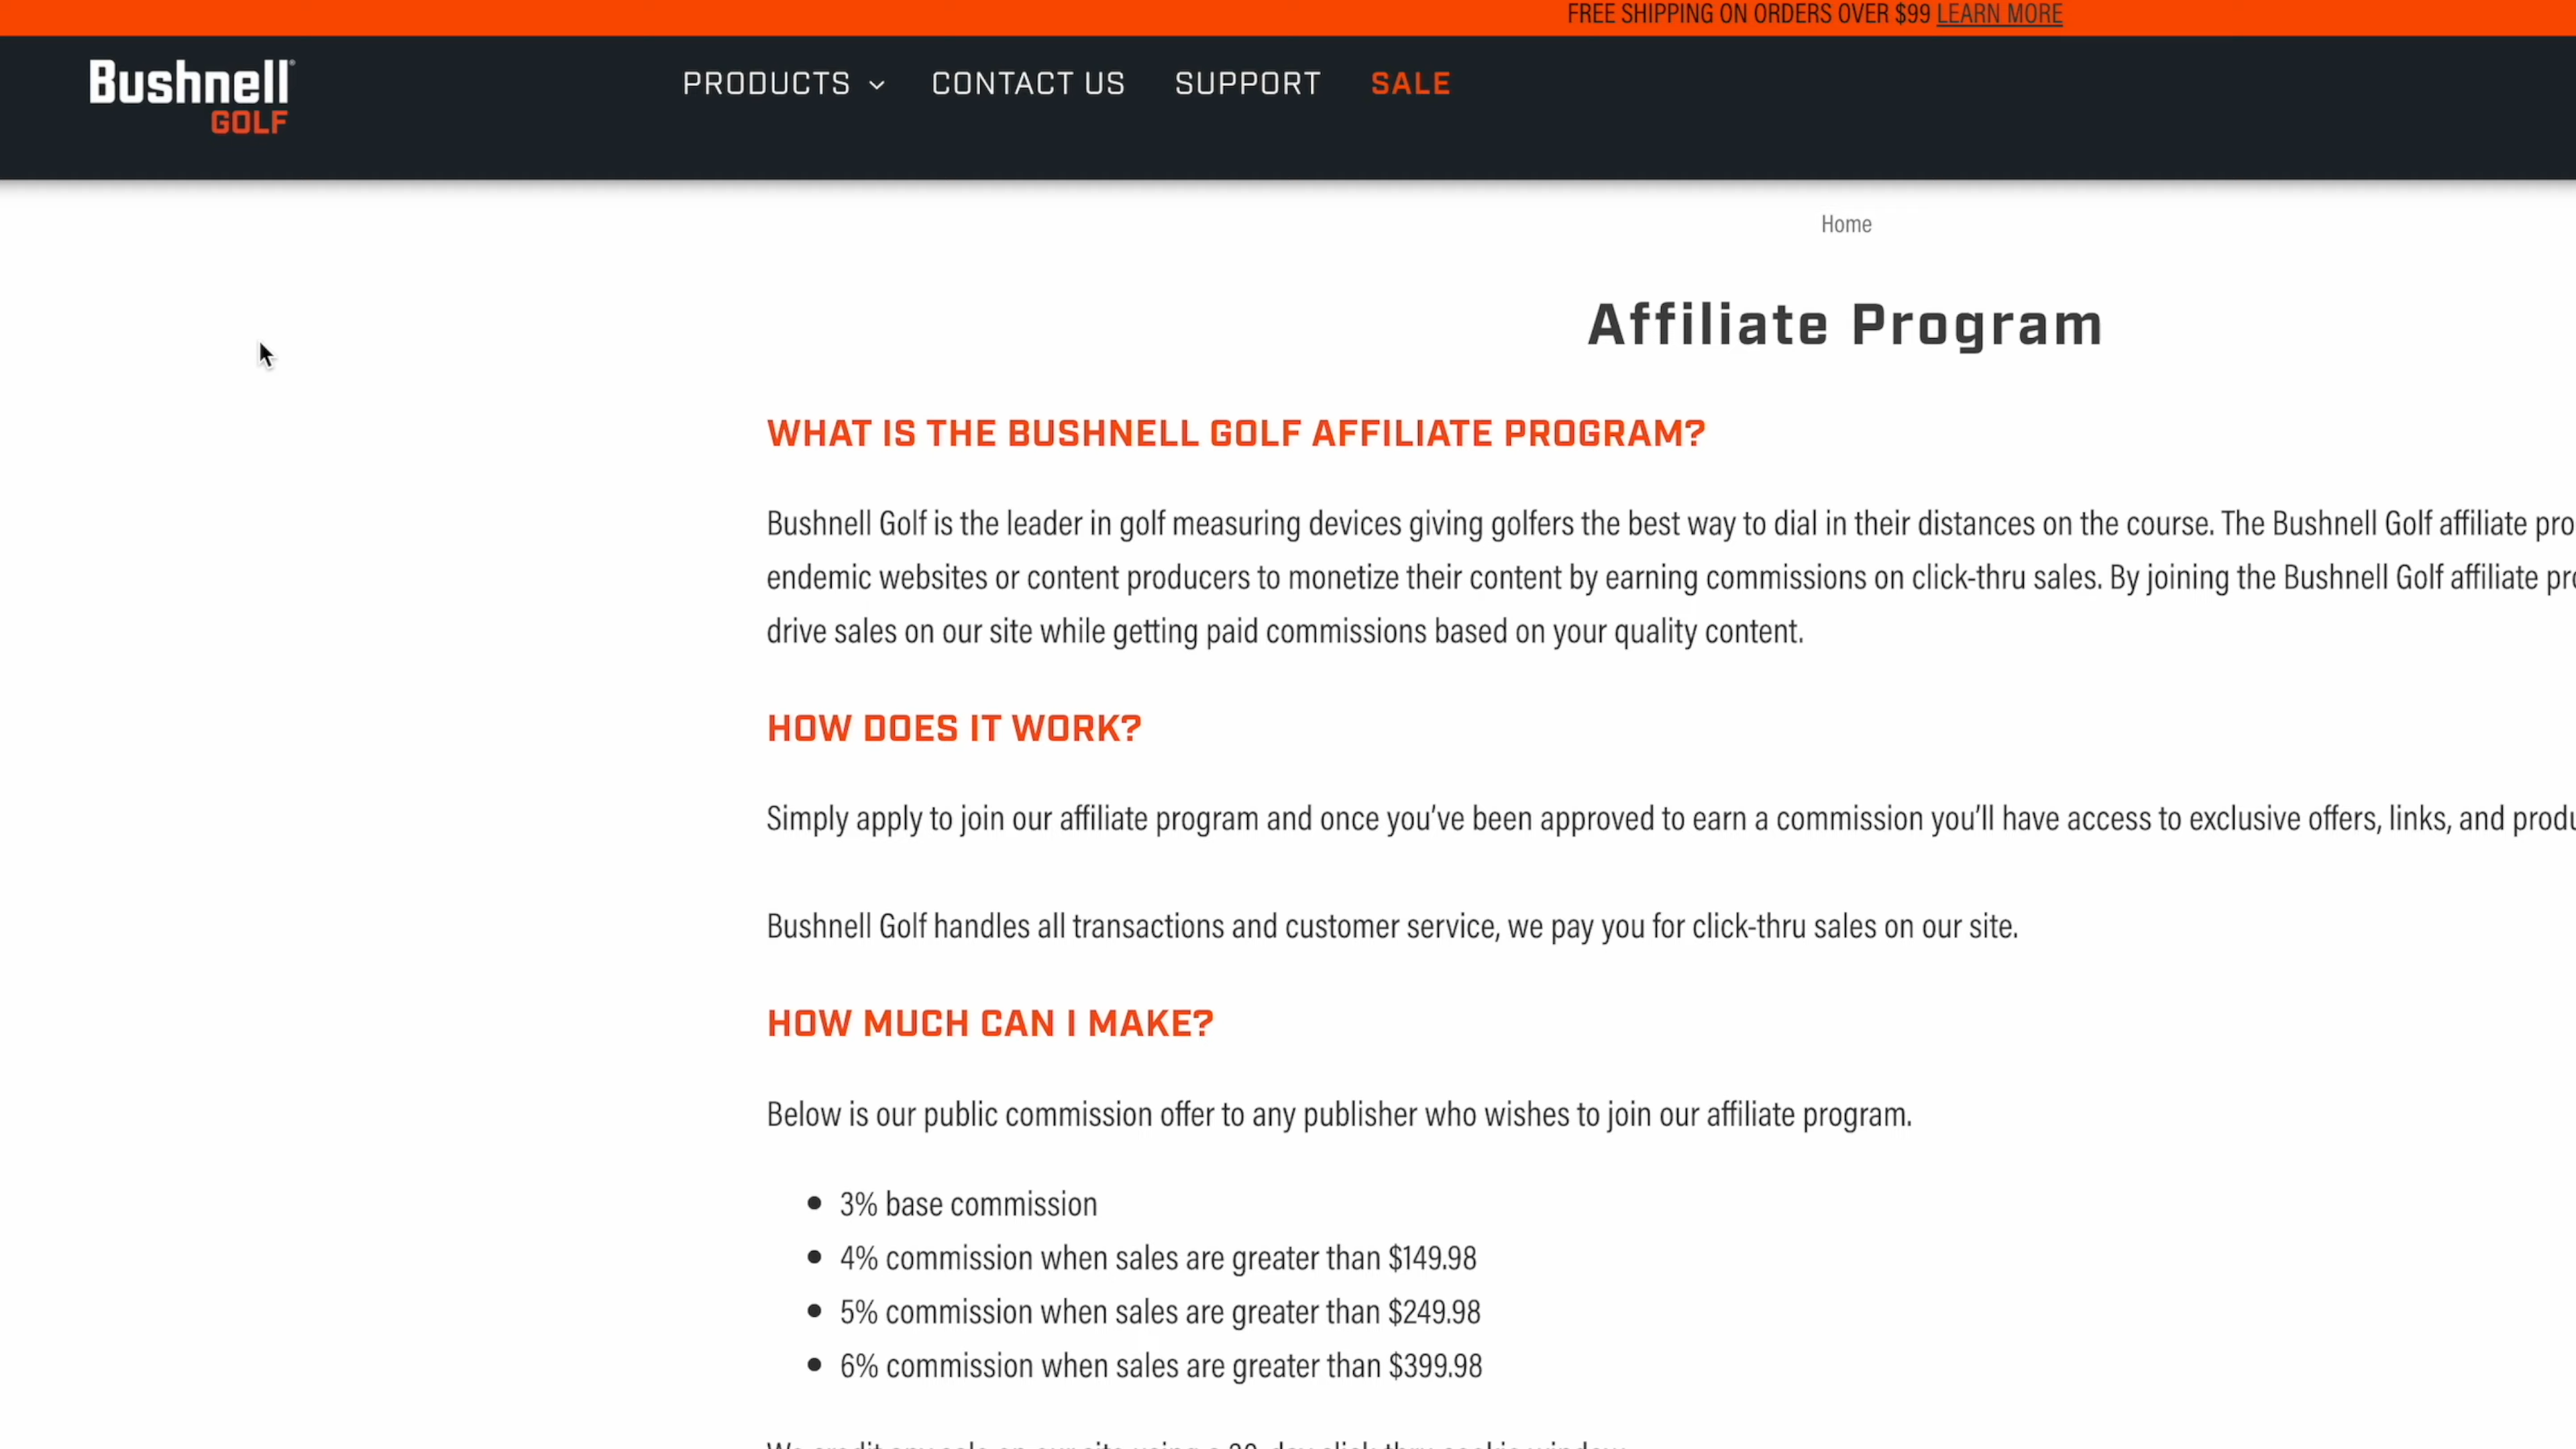 FREE SHIPPING ON ORDERS OVER $99 LEARN MORE
Bushnell
GOLF
PRODUCTS
CONTACT US
SUPPORT
SALE
Home
Affiliate Program
WHAT IS THE BUSHNELL GOLF AFFILIATE PROGRAM?
Bushnell Golf is the leader in golf measuring devices giving golfers the best way to dial in their distances on the course. The Bushnell Golf affiliate pro
endemic websites or content producers to monetize their content by earning commissions on click-thru sales. By joining the Bushnell Golf affiliate pro
drive sales on our site while getting paid commissions based on your quality content.
HOW DOES IT WORK?
Simply apply to join our affiliate program and once you've been approved to earn a commission you'll have access to exclusive offers, links, and produ
Bushnell Golf handles all transactions and customer service, we pay you for click-thru sales on our site.
HOW MUCH CAN I MAKE?
Below is our public commission offer to any publisher who wishes to join our affiliate program.
3% base commission
4% commission when sales are greater than $149.98
5% commission when sales are greater than $249.98
6% commission when sales are greater than $399.98